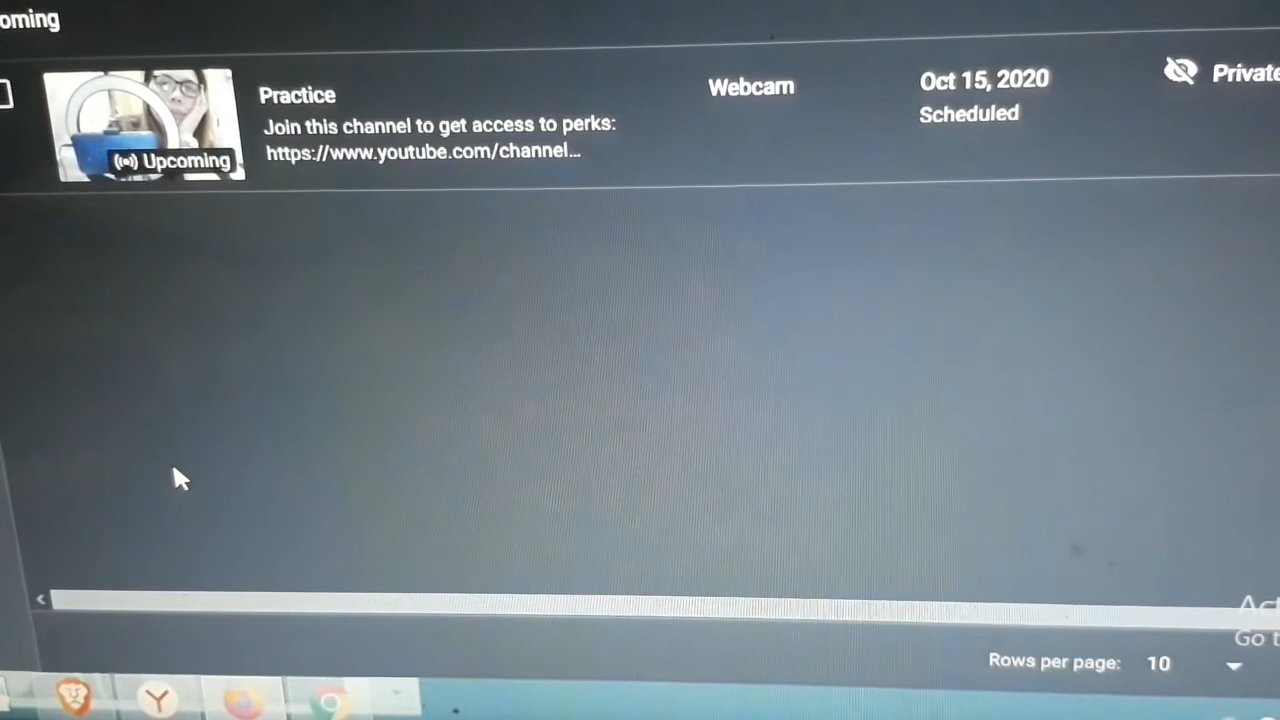 oming
Practice
Join this channel to get access to perks:
https://www.youtube.com/channel...
Upcoming
Webcam
Oct 15, 2020
Scheduled
Private
Rows per page: 10
Go t